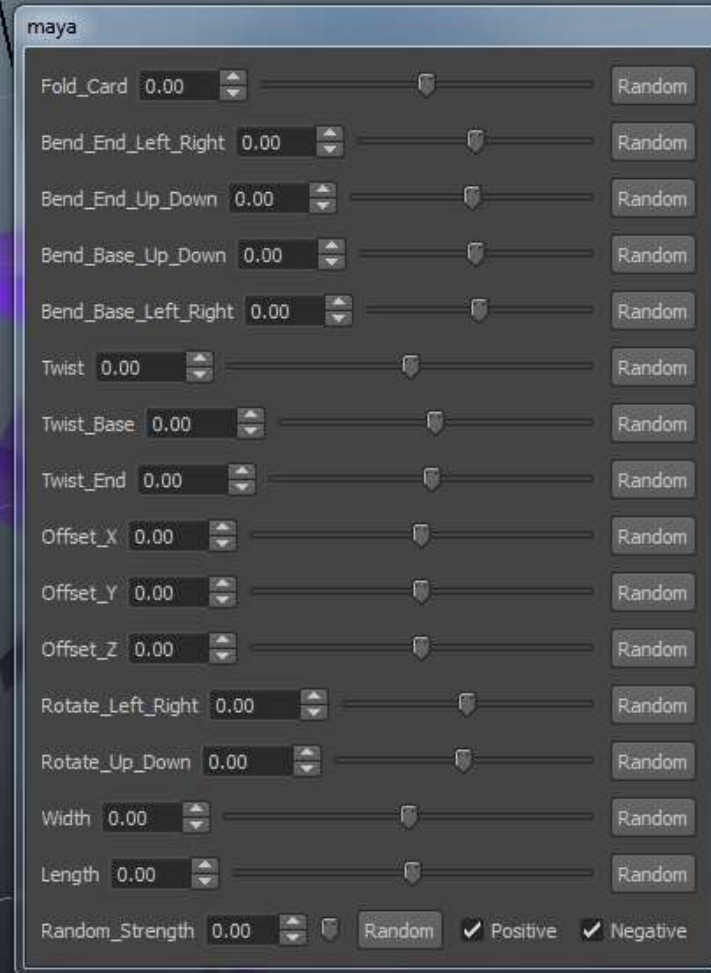 maya
Fold_Card 0.00 Random
Bend_End_Left_Right 0.00 Random
Bend_End_Up_Down 0.00 Random
Bend_Base_Up_Down 0.00 Random
Bend_Base_Left_Right 0.00 Random
Twist 0.00 Random
Twist_Base 0.00 Random
Twist_End 0.00 Random
Offset_X 0.00 Random
Offset_Y 0.00 Random
Offset_Z 0.00 Random
Rotate_Left_Right 0.00 Random
Rotate_Up_Down 0.00 Random
Width 0.00 Random
Length 0.00 Random
Random_Strength 0.00 Random Positive Negative